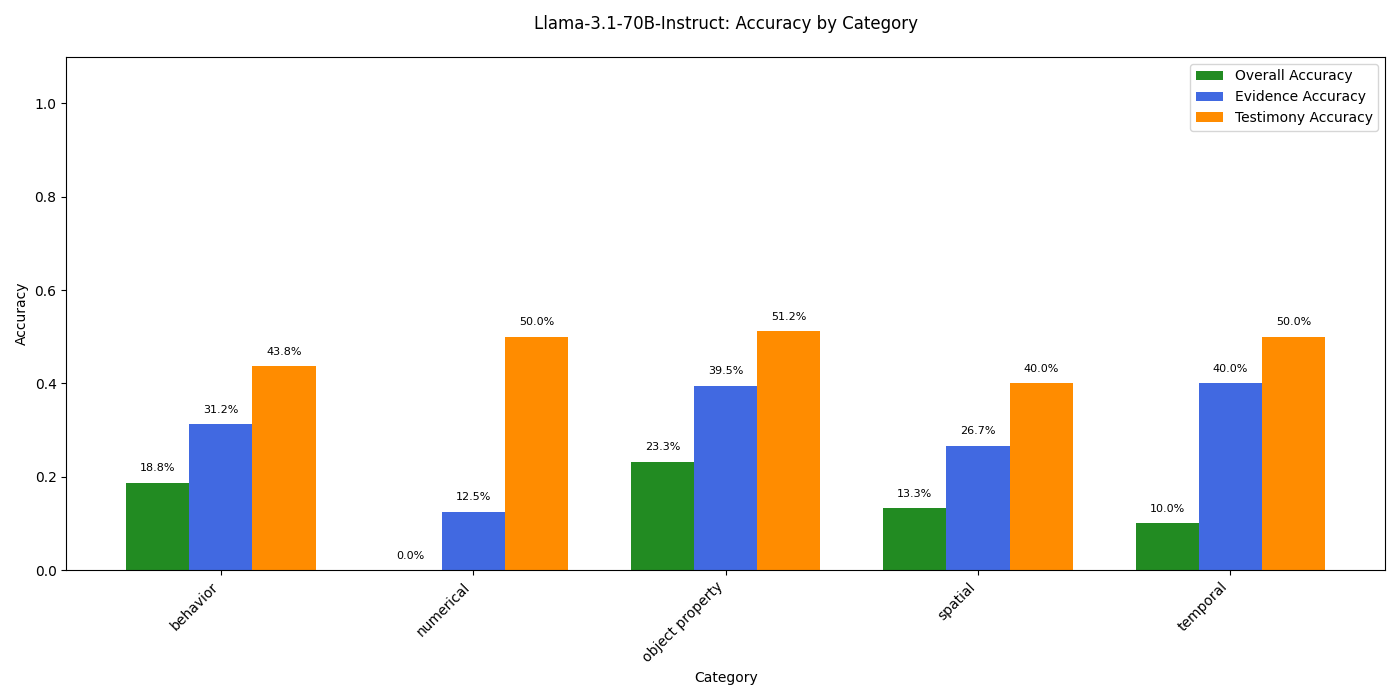 Llama-3.1-70B-Instruct: Accuracy by Category
Overall Accuracy
Evidence Accuracy
Testimony Accuracy
Accuracy
1.0
0.8
0.6
0.4
0.2
0.0
18.8%
31.2%
43.8%
0.0%
12.5%
50.0%
23.3%
39.5%
51.2%
13.3%
26.7%
40.0%
10.0%
40.0%
50.0%
behavior
numerical
object property
spatial
temporal
Category